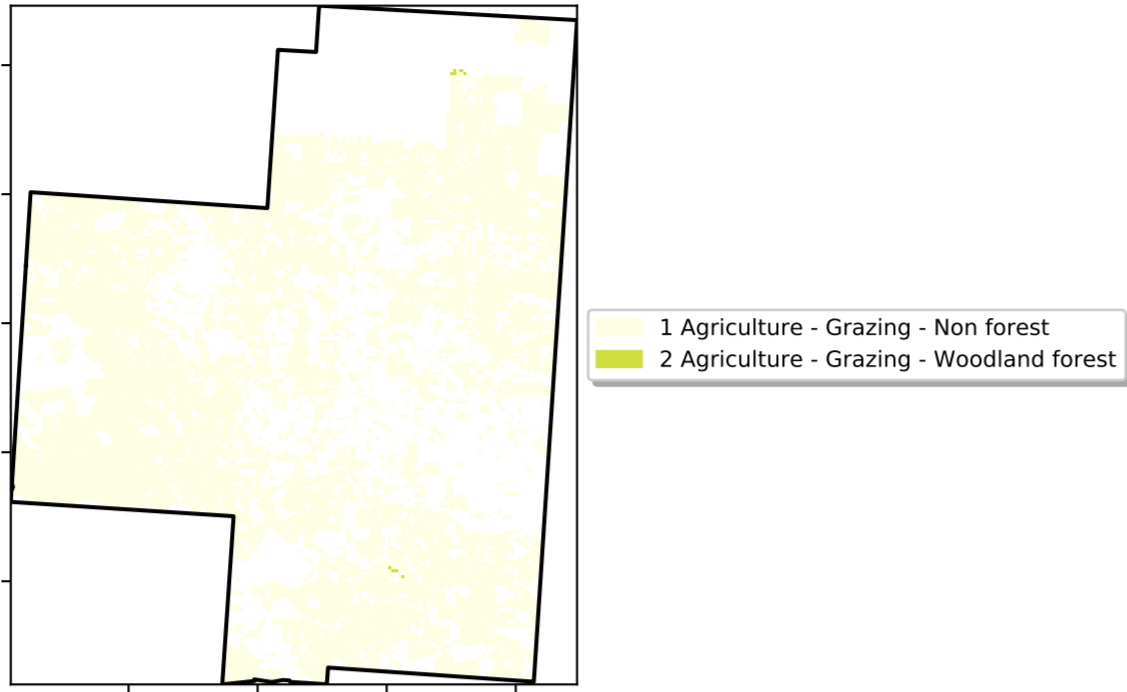 1 Agriculture - Grazing - Non forest
2 Agriculture - Grazing - Woodland forest